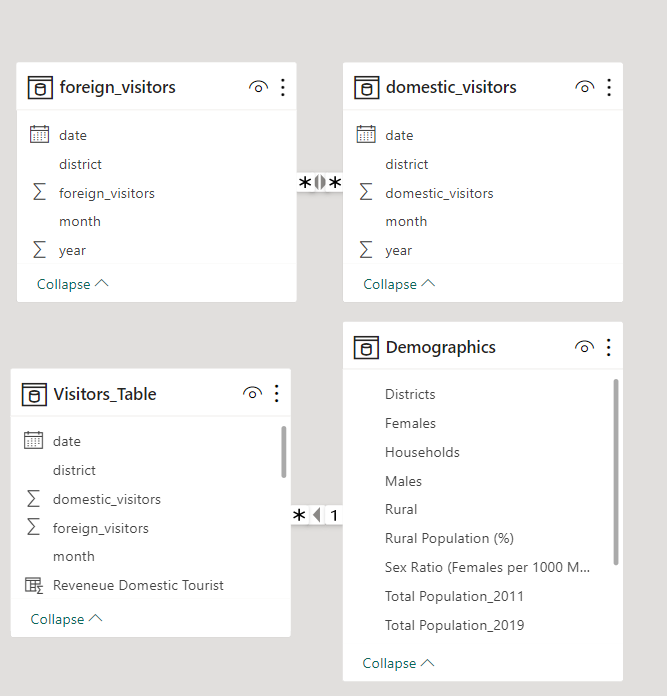 foreign_visitors
date
district
foreign_visitors
month
year
Collapse
domestic_visitors
date
district
domestic_visitors
month
year
Collapse
* *
Visitors_Table
date
district
domestic_visitors
foreign_visitors
month
Reveneue Domestic Tourist
Collapse
* 1
Demographics
Districts
Females
Households
Males
Rural
Rural Population (%)
Sex Ratio (Females per 1000 M...
Total Population_2011
Total Population_2019
Collapse